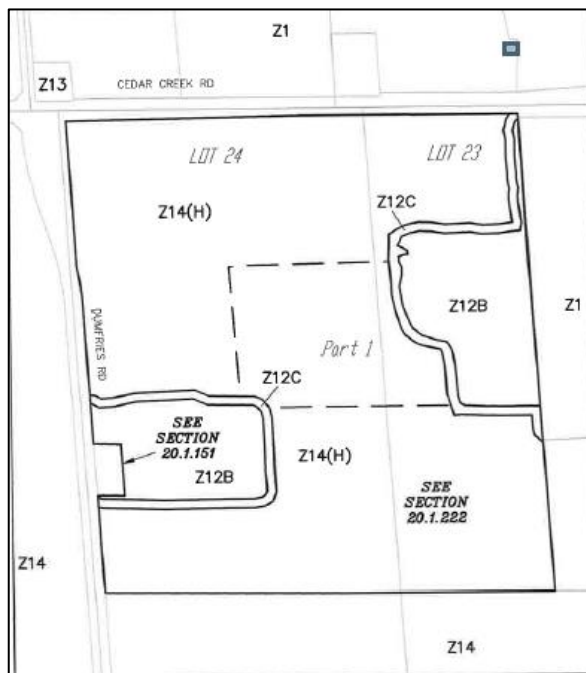 Z1
Z13
CEDAR CREEK RD
LOT 24
LOT 23
Z12C
Z14(H)
Z12B
Z1
DUMFRIES RD
Part 1
Z12C
SEE
SECTION
20.1.151
Z12B
Z14(H)
SEE
SECTION
20.1.222
Z14
Z14